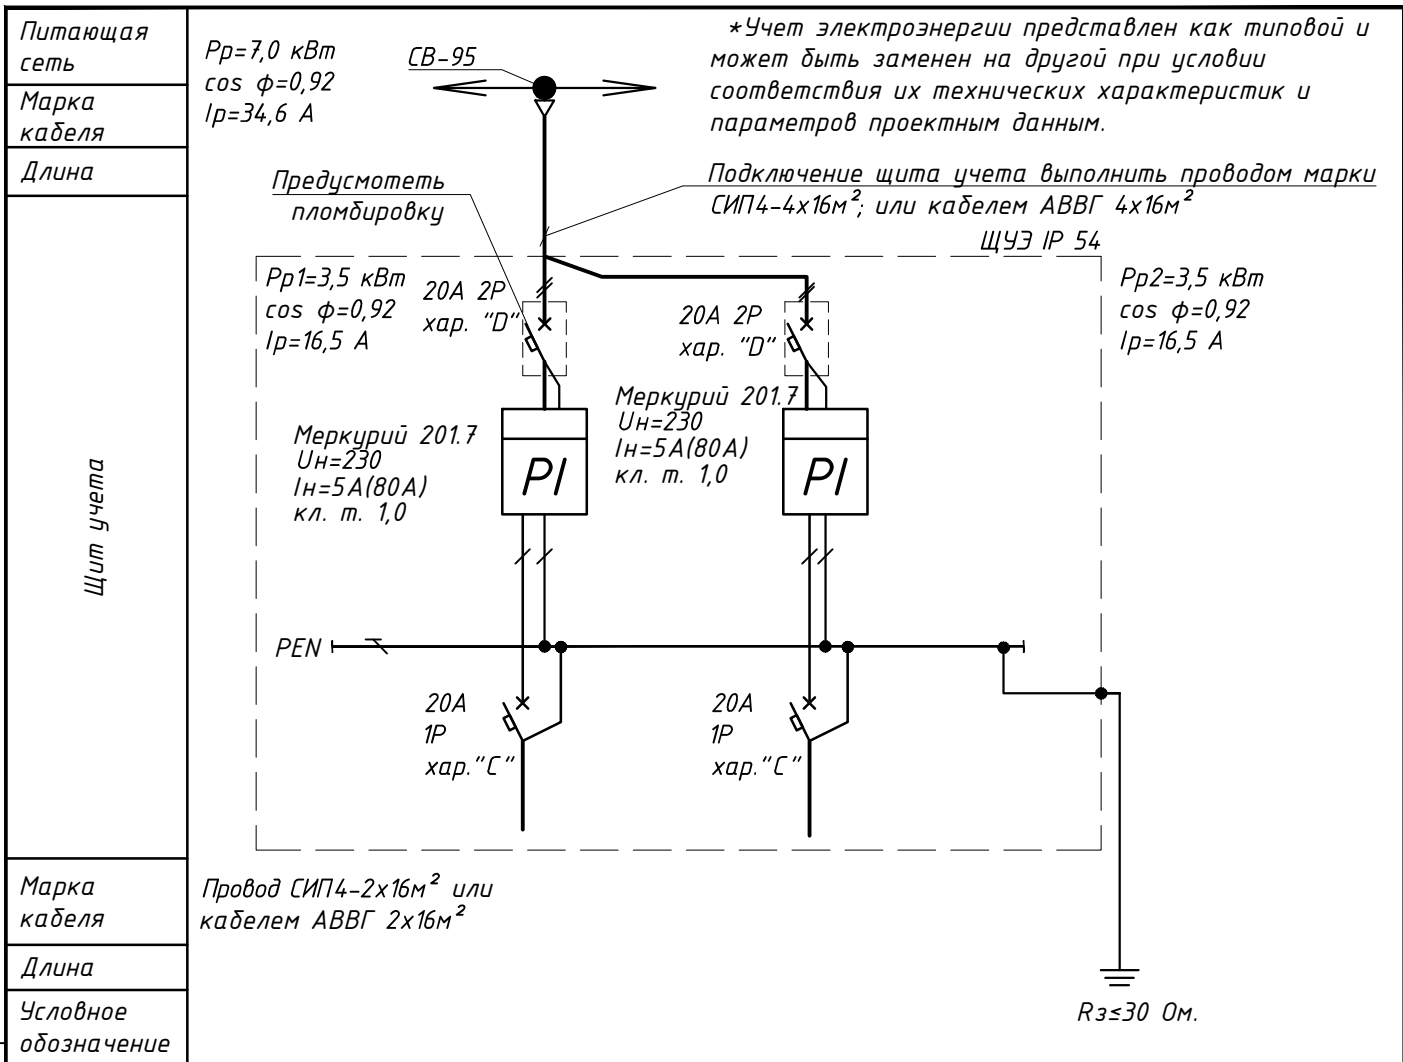 Питающая
сеть
Марка
кабеля
Длина
Щит учета
Марка
кабеля
Длина
Условное
обозначение
Рр=7,0 кВт
cos φ=0,92
Iр=34,6 А
СВ-95
*Учет электроэнергии представлен как типовой и
может быть заменен на другой при условии
соответствия их технических характеристик и
параметров проектным данным.
Предусмотеть
пломбировку
Подключение щита учета выполнить проводом марки
СИП4-4х16м²; или кабелем АВВГ 4х16м²
ЩУЭ IP 54
Рр1=3,5 кВт
cos φ=0,92
Iр=16,5 А
20А 2Р
хар. "D"
20А 2Р
хар. "D"
Рр2=3,5 кВт
cos φ=0,92
Iр=16,5 А
Меркурий 201.7
Uн=230
Iн=5А(80А)
кл. т. 1,0
PI
Меркурий 201.7
Uн=230
Iн=5А(80А)
кл. т. 1,0
PI
PEN
20А
1Р
хар."С"
20А
1Р
хар."С"
Провод СИП4-2х16м² или
кабелем АВВГ 2х16м²
Rз≤30 Ом.